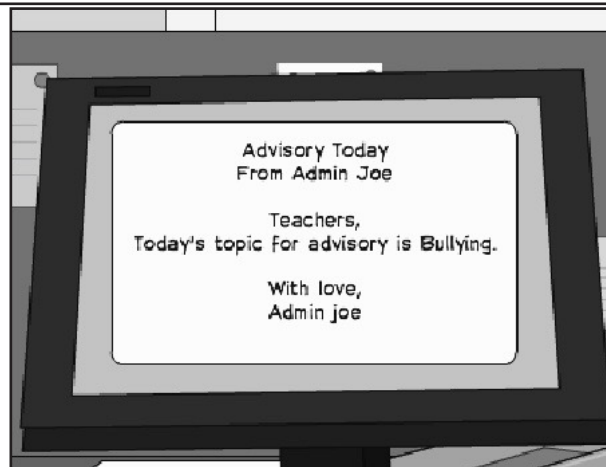 Advisory Today
From Admin Joe
Teachers,
Today's topic for advisory is Bullying.
With love,
Admin joe